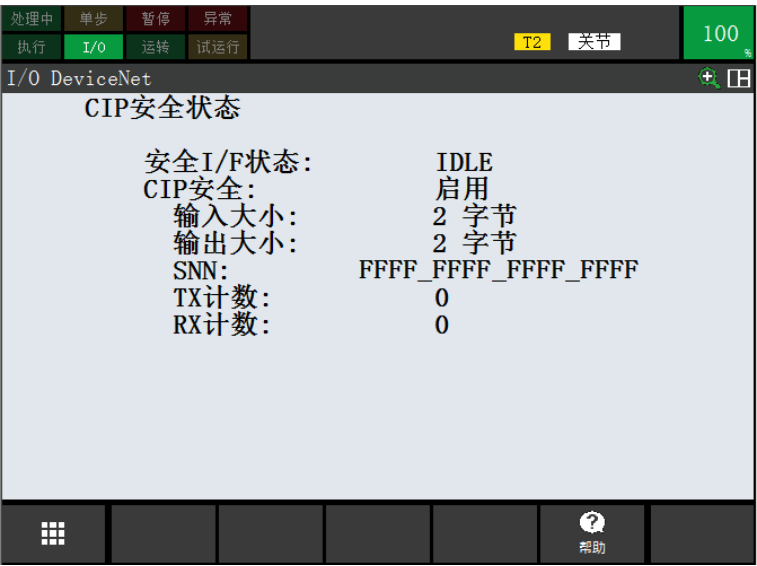 处理中 单步 暂停 异常
执行 I/O 运转 试运行
T2 关节
100 %
I/O DeviceNet
CIP安全状态
安全I/F状态: IDLE
CIP安全: 启用
输入大小: 2 字节
输出大小: 2 字节
SNN: FFFF_FFFF_FFFF_FFFF
TX计数: 0
RX计数: 0
帮助